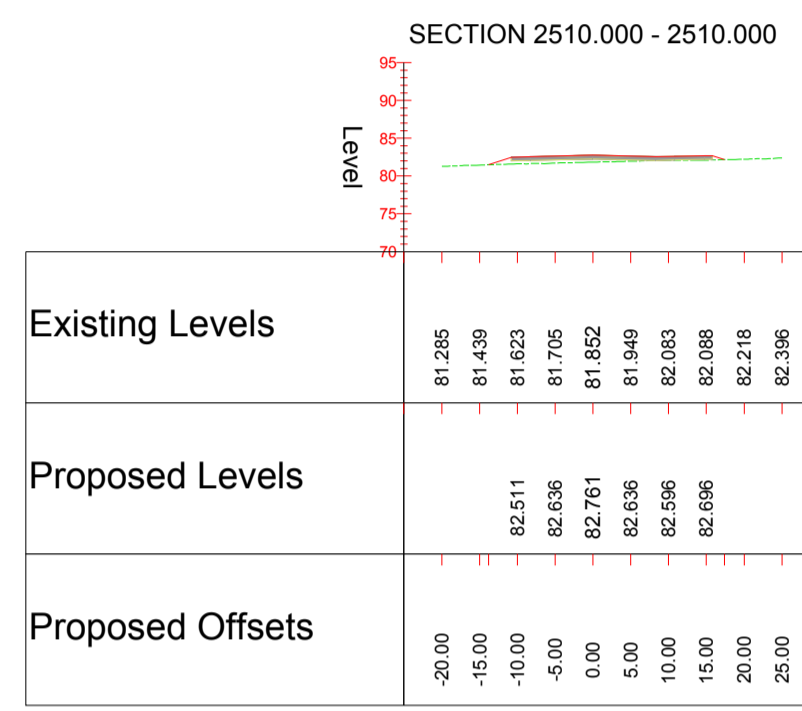 SECTION 2510.000 - 2510.000
95
90
85
80
75
70
Level
Existing Levels
81.285 81.439 81.623 81.705 81.852 81.949 82.083 82.088 82.218 82.396
Proposed Levels
82.511 82.636 82.761 82.636 82.596 82.696
Proposed Offsets
-20.00 -15.00 -10.00 -5.00 0.00 5.00 10.00 15.00 20.00 25.00